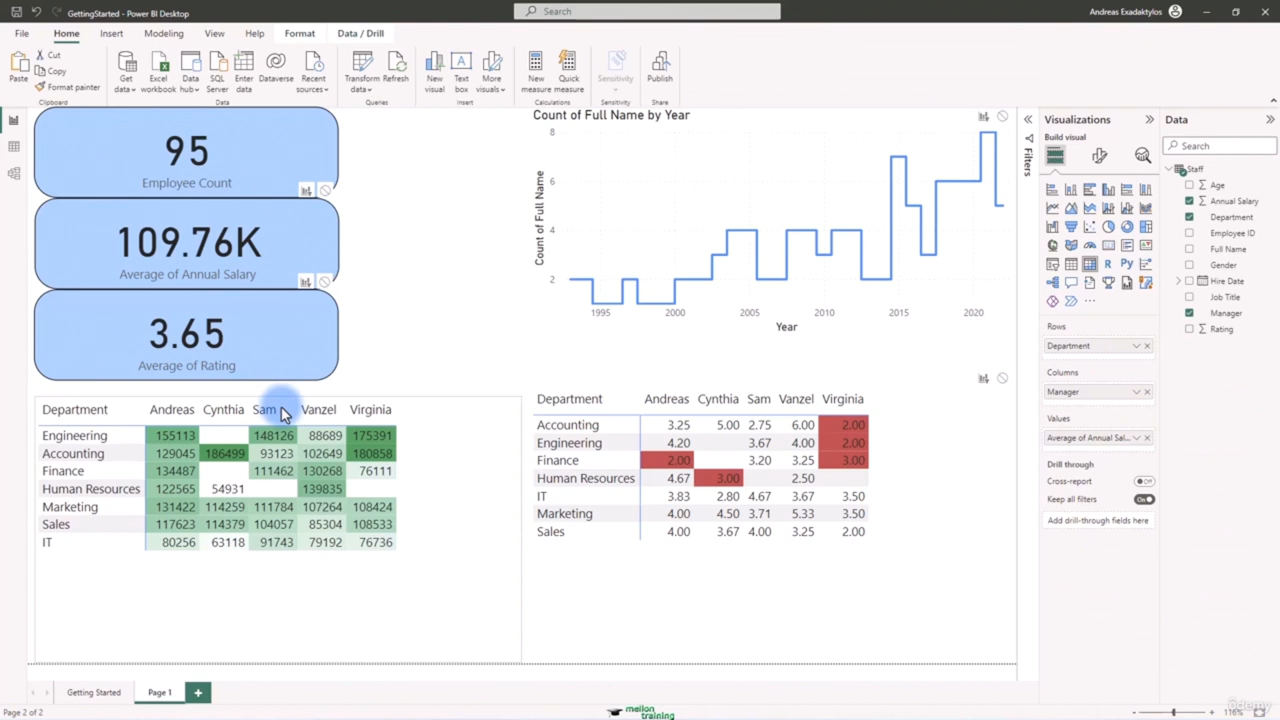 GettingStarted - Power BI Desktop
Search
Andreas Exadaktylos
File Home Insert Modeling View Help Format Data / Drill
Paste
Cut
Copy
Format painter
Clipboard
Get data
Excel workbook
Data hub
SQL Server
Enter data
Dataverse
Recent sources
Data
Transform data
Refresh
Queries
New visual
Text box
More visuals
Insert
New measure
Quick measure
Calculations
Sensitivity
Sensitivity
Publish
Share
95
Employee Count
109.76K
Average of Annual Salary
3.65
Average of Rating
Count of Full Name by Year
Count of Full Name
8
6
4
2
1995 2000 2005 2010 2015 2020
Year
Department Andreas Cynthia Sam Vanzel Virginia
Engineering 155113 148126 88689 175391
Accounting 129045 186499 93123 102649 180858
Finance 134487 111462 130268 76111
Human Resources 122565 54931 139835
Marketing 131422 114259 111784 107264 108424
Sales 117623 114379 104057 85304 108533
IT 80256 63118 91743 79192 76736
Department Andreas Cynthia Sam Vanzel Virginia
Accounting 3.25 5.00 2.75 6.00 2.00
Engineering 4.20 3.67 4.00 2.00
Finance 2.00 3.20 3.25 3.00
Human Resources 4.67 3.00 2.50
IT 3.83 2.80 4.67 3.67 3.50
Marketing 4.00 4.50 3.71 5.33 3.50
Sales 4.00 3.67 4.00 3.25 2.00
Filters
Visualizations
Build visual
R Py
Rows
Department
Columns
Manager
Values
Average of Annual Sal...
Drill through
Cross-report Off
Keep all filters On
Add drill-through fields here
Data
Search
Staff
Age
Annual Salary
Department
Employee ID
Full Name
Gender
Hire Date
Job Title
Manager
Rating
Getting Started Page 1
Page 2 of 2
mellon
training
116%
udemy